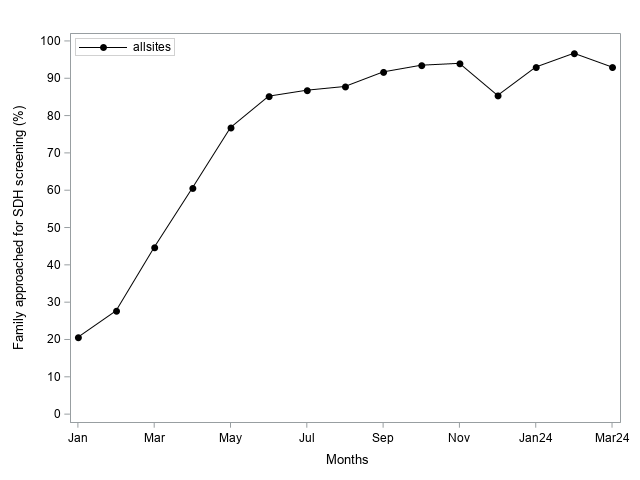 allsites
100
90
80
70
60
50
40
30
20
10
0
Family approached for SDH screening (%)
Jan Mar May Jul Sep Nov Jan24 Mar24
Months